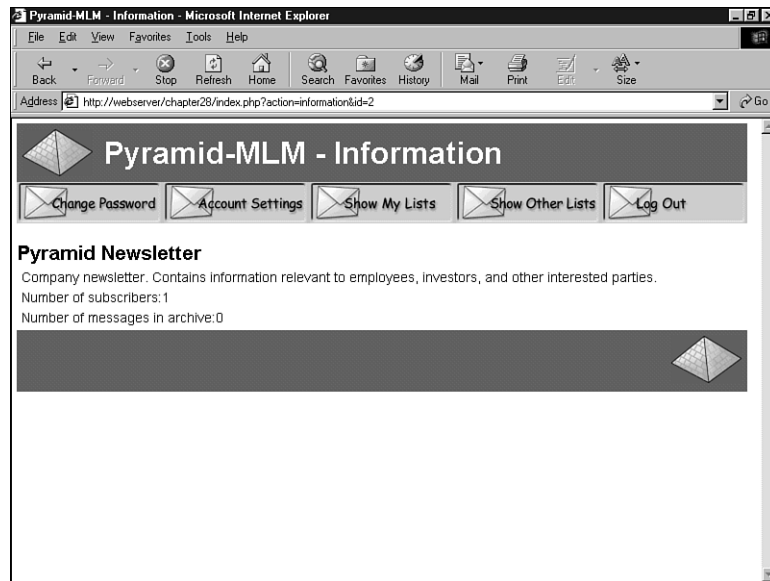 Pyramid-MLM - Information - Microsoft Internet Explorer
File Edit View Favorites Tools Help
Back Forward Stop Refresh Home Search Favorites History Mail Print Edit Size
Address http://webserver/chapter28/index.php?action=information&id=2 Go
Pyramid-MLM - Information
Change Password Account Settings Show My Lists Show Other Lists Log Out
Pyramid Newsletter
Company newsletter. Contains information relevant to employees, investors, and other interested parties.
Number of subscribers:1
Number of messages in archive:0